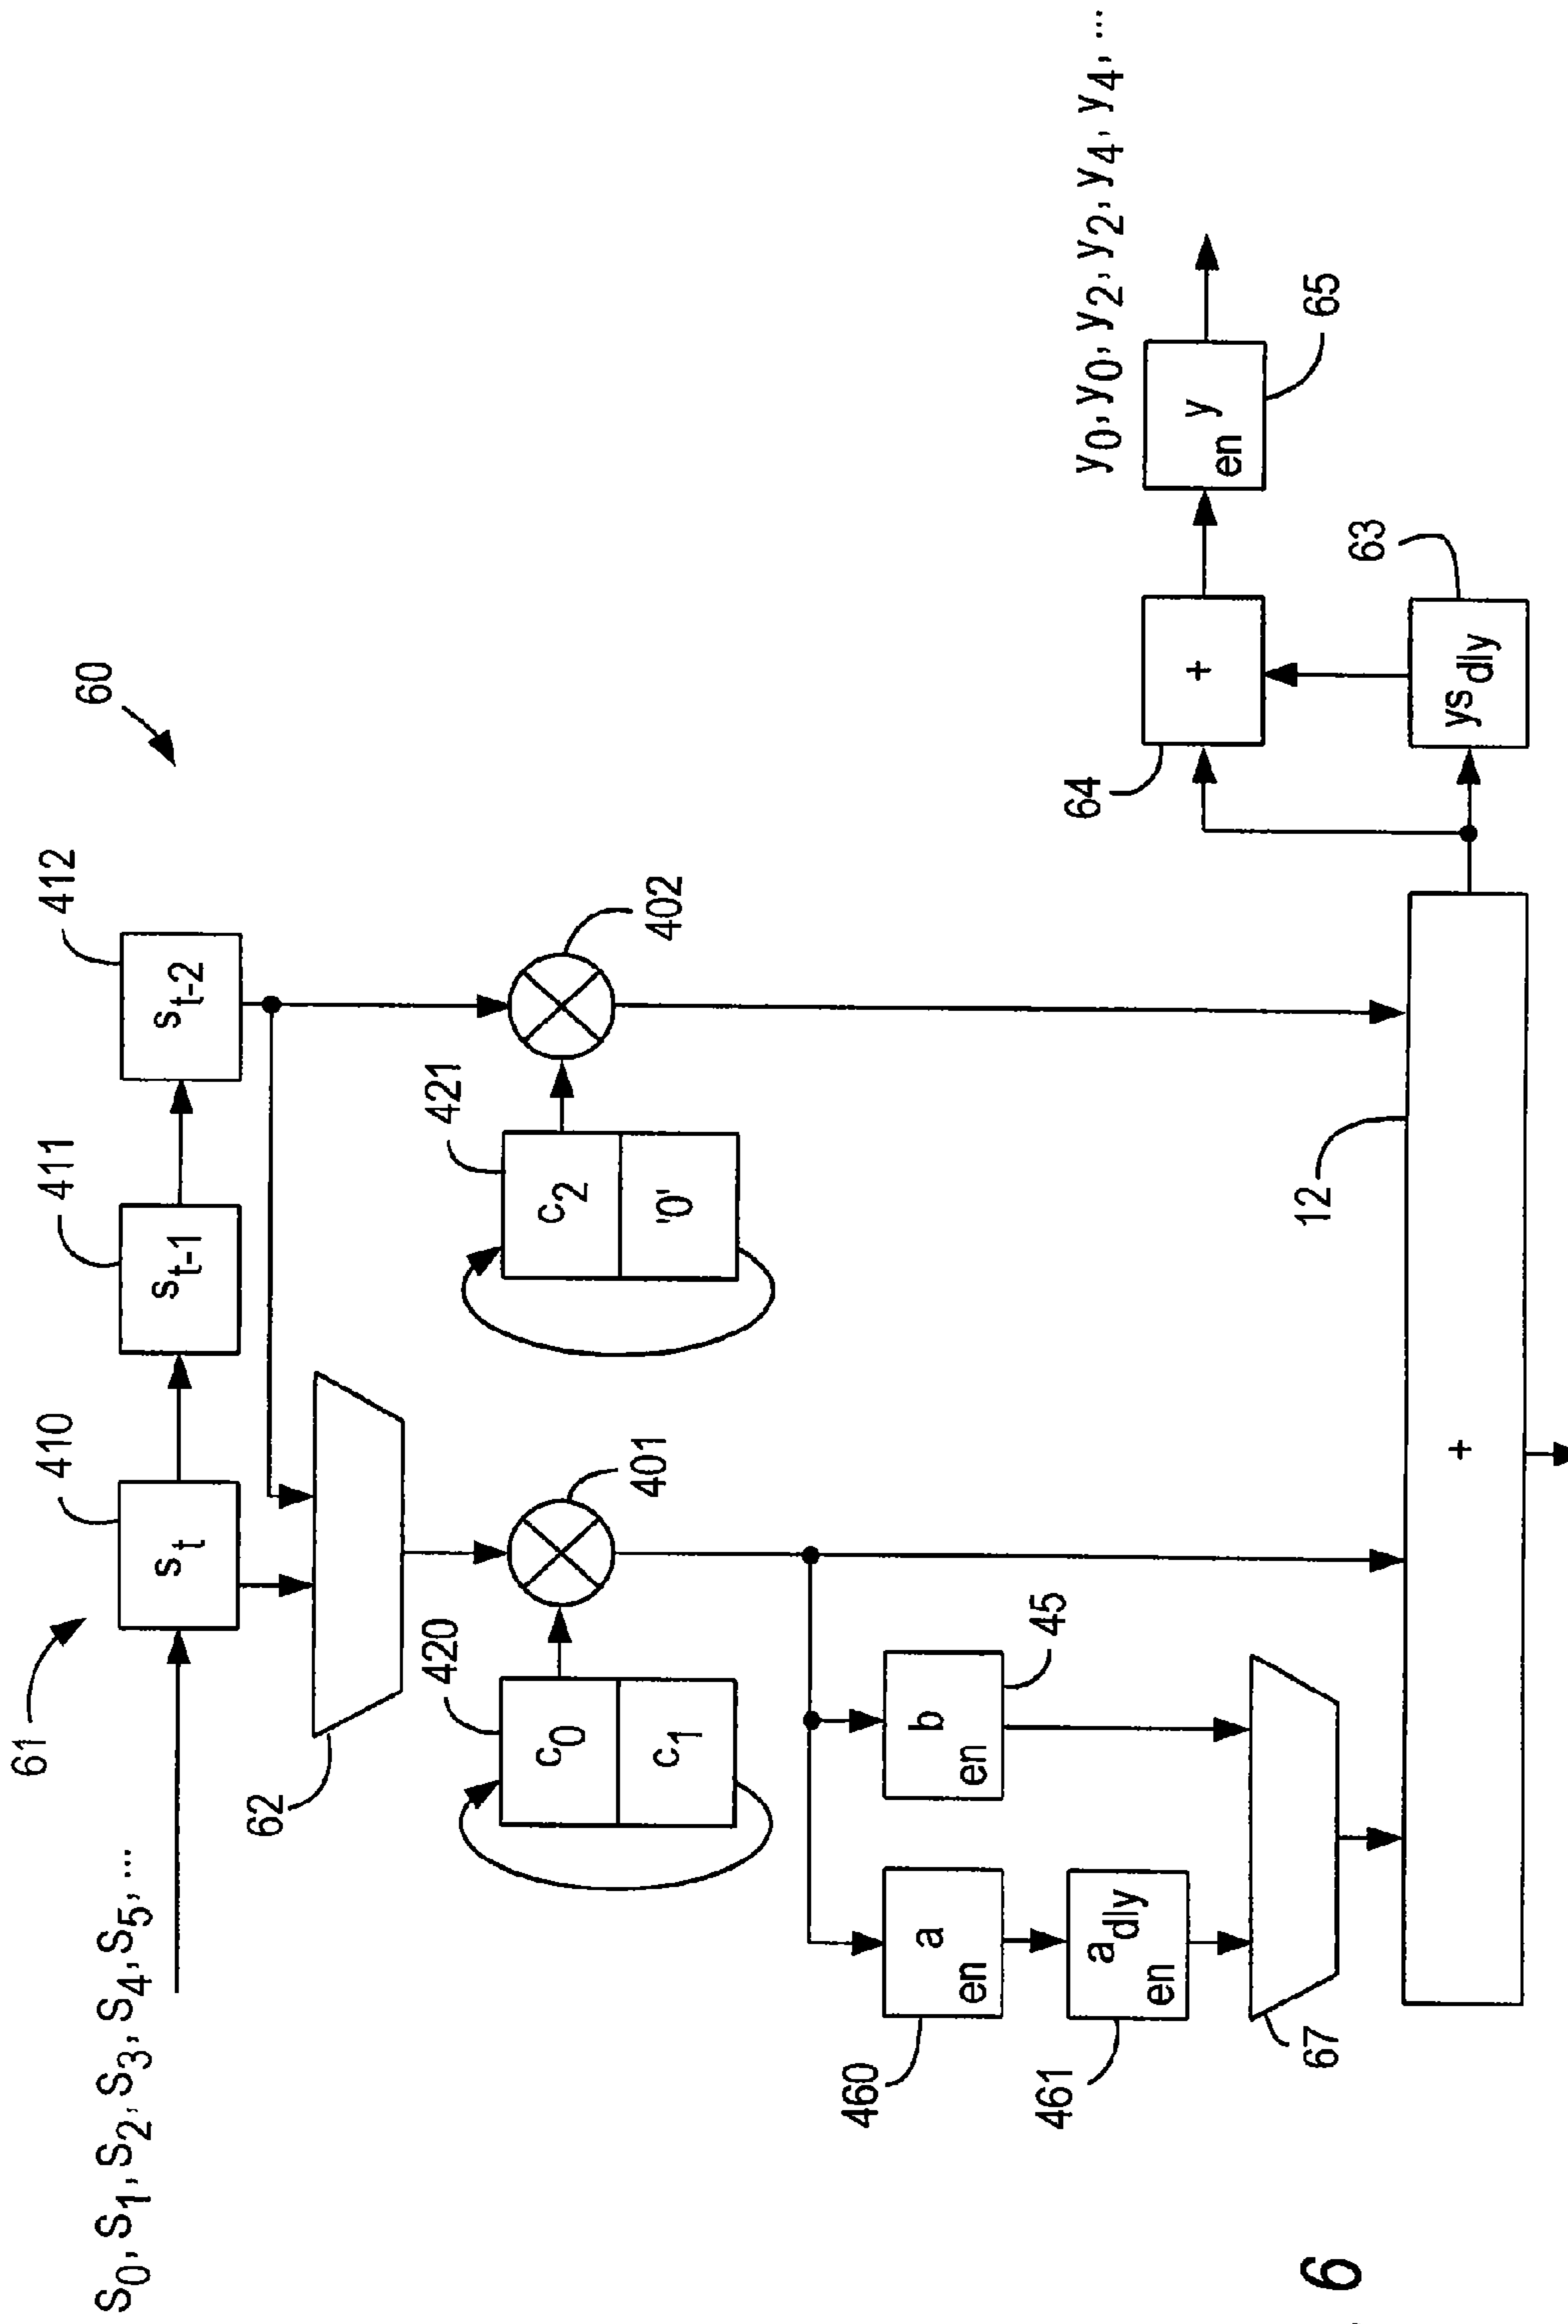 S0, S1, S2, S3, S4, S5, ...
61
410
411
412
60
st
st-1
st-2
62
420
401
421
402
c0
c1
c2
'0'
460
a
en
b
en
45
461
adly
en
67
12
+
64
+
ysdly
63
y
en
65
y0, y0, y2, y2, y4, y4, ...
6